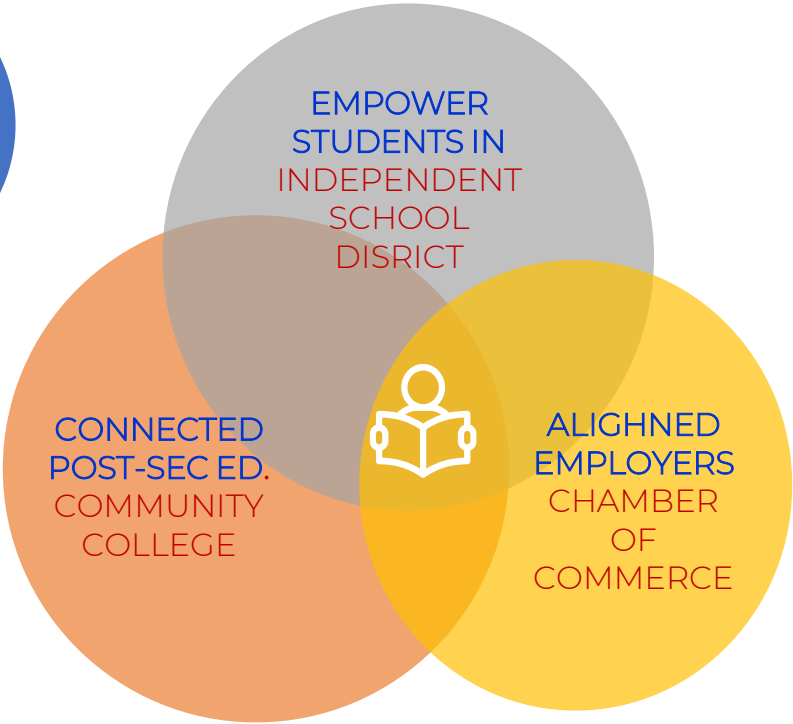 EMPOWER
STUDENTS IN
INDEPENDENT
SCHOOL
DISRICT
CONNECTED
POST-SEC ED.
COMMUNITY
COLLEGE
ALIGHNED
EMPLOYERS
CHAMBER
OF
COMMERCE